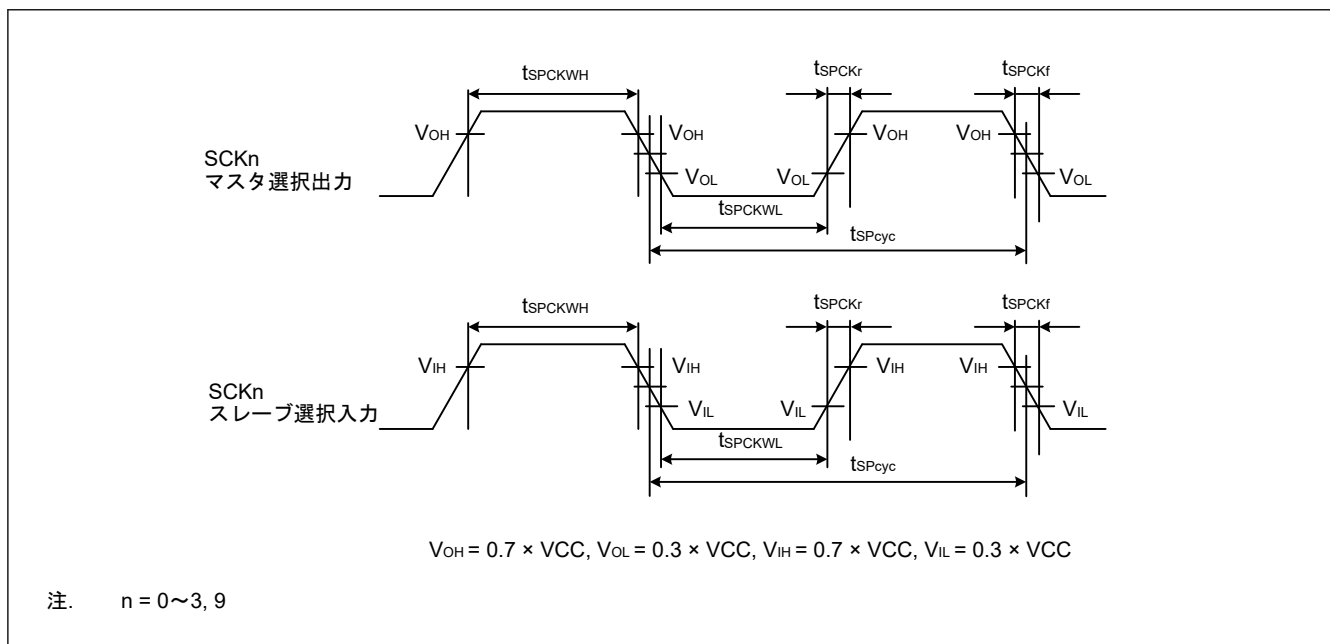 tSPCKWH tSPCKr tSPCKf
VOH VOH VOH VOH
SCKn
マスタ選択出力
VOL VOL VOL
tSPCKWL
tSPcyc
tSPCKWH tSPCKr tSPCKf
VIH VIH VIH VIH
SCKn
スレーブ選択入力
VIL VIL VIL
tSPCKWL
tSPcyc
VOH = 0.7 × VCC, VOL = 0.3 × VCC, VIH = 0.7 × VCC, VIL = 0.3 × VCC
注. n = 0～3, 9